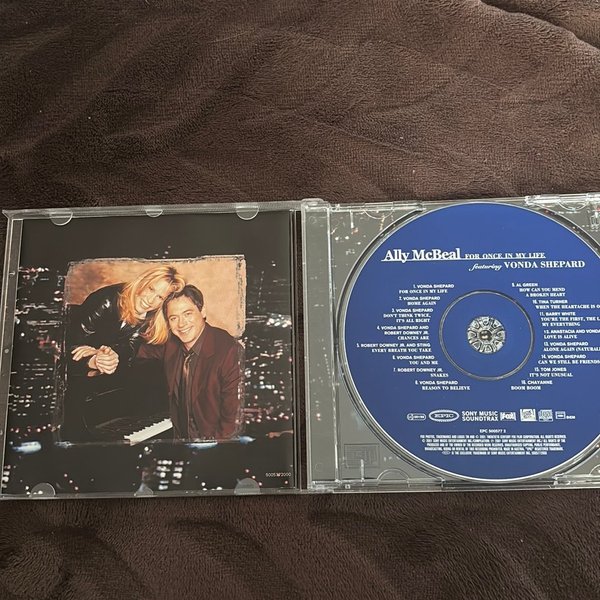 Ally McBeal FOR ONCE IN MY LIFE
featuring VONDA SHEPARD
1. VONDA SHEPARD
FOR ONCE IN MY LIFE
2. VONDA SHEPARD
HOME AGAIN
3. VONDA SHEPARD
DON'T THINK TWICE,
IT'S ALL RIGHT
4. VONDA SHEPARD AND
ROBERT DOWNEY JR.
CHANCES ARE
5. ROBERT DOWNEY JR. AND STING
EVERY BREATH YOU TAKE
6. VONDA SHEPARD
YOU AND ME
7. ROBERT DOWNEY JR.
SNAKES
8. VONDA SHEPARD
REASON TO BELIEVE
9. AL GREEN
HOW CAN YOU MEND
A BROKEN HEART
10. TINA TURNER
WHEN THE HEARTACHE IS O
11. BARRY WHITE
YOU'RE THE FIRST, THE L
MY EVERYTHING
12. ANASTACIA AND VONDA
LOVE IS ALIVE
13. VONDA SHEPARD
ALONE AGAIN (NATURAL
14. VONDA SHEPARD
CAN WE STILL BE FRIENDS
15. TOM JONES
IT'S NOT UNUSUAL
16. CHAYANNE
BOOM BOOM
EPIC
SONY MUSIC
SOUNDTRAX
FOX
EPC 500577 2